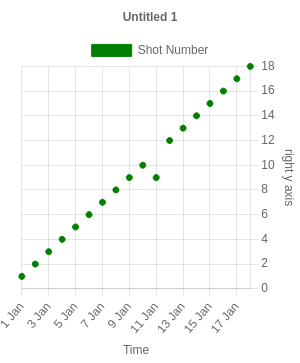 Untitled 1
Shot Number
18
16
14
12
10
8
6
4
2
0
right y axis
1 Jan
3 Jan
5 Jan
7 Jan
9 Jan
11 Jan
13 Jan
15 Jan
17 Jan
Time